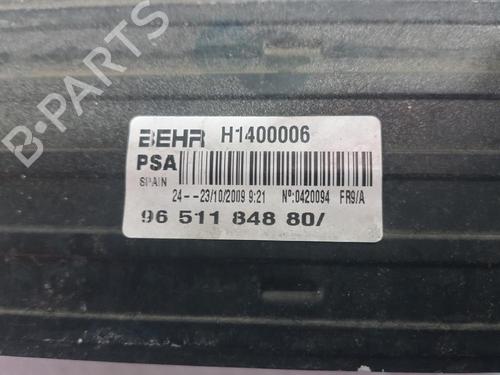 B-PARTS
BEHR H1400006
PSA
SPAIN
24--23/10/2009 9:21 Nº:0420094 FR9/A
96 511 848 80/